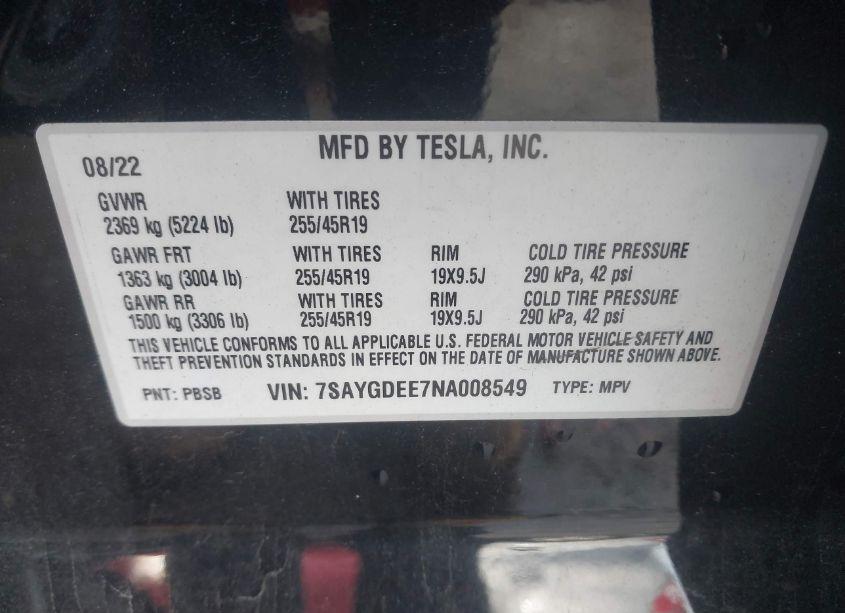 MFD BY TESLA, INC.
08/22
GVWR WITH TIRES
2369 kg (5224 lb) 255/45R19
GAWR FRT WITH TIRES RIM COLD TIRE PRESSURE
1363 kg (3004 lb) 255/45R19 19X9.5J 290 kPa, 42 psi
GAWR RR WITH TIRES RIM COLD TIRE PRESSURE
1500 kg (3306 lb) 255/45R19 19X9.5J 290 kPa, 42 psi
THIS VEHICLE CONFORMS TO ALL APPLICABLE U.S. FEDERAL MOTOR VEHICLE SAFETY AND
THEFT PREVENTION STANDARDS IN EFFECT ON THE DATE OF MANUFACTURE SHOWN ABOVE.
PNT: PBSB VIN: 7SAYGDEE7NA008549 TYPE: MPV